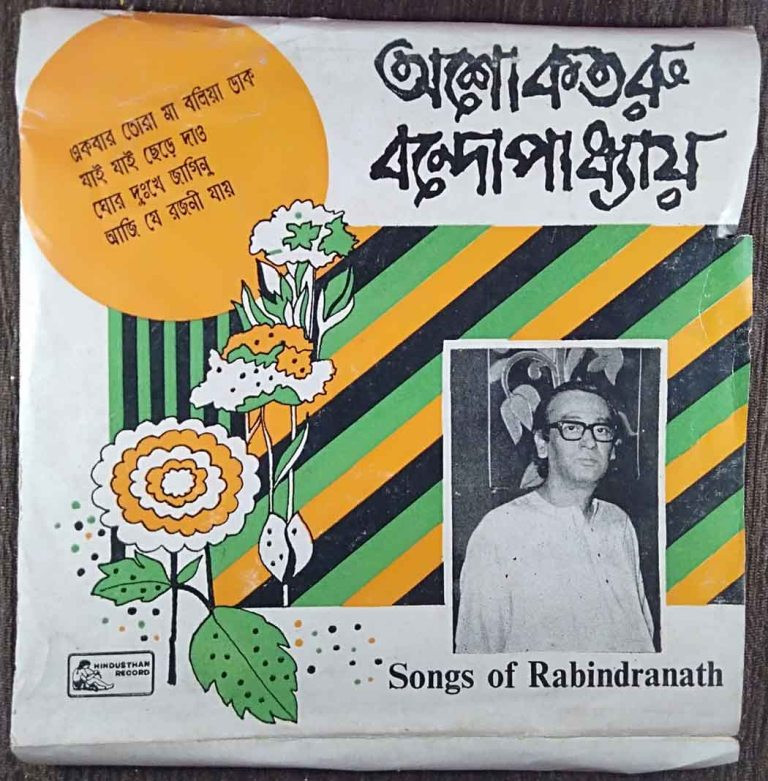 অশোকতরু
বন্দোপাধ্যায়
একবার তোরা মা বলিয়া ডাক
যাই যাই ছেড়ে দাও
ঘোর দুঃখে জাগিনু
আজি যে রজনী যায়
HINDUSTHAN
RECORD
Songs of Rabindranath